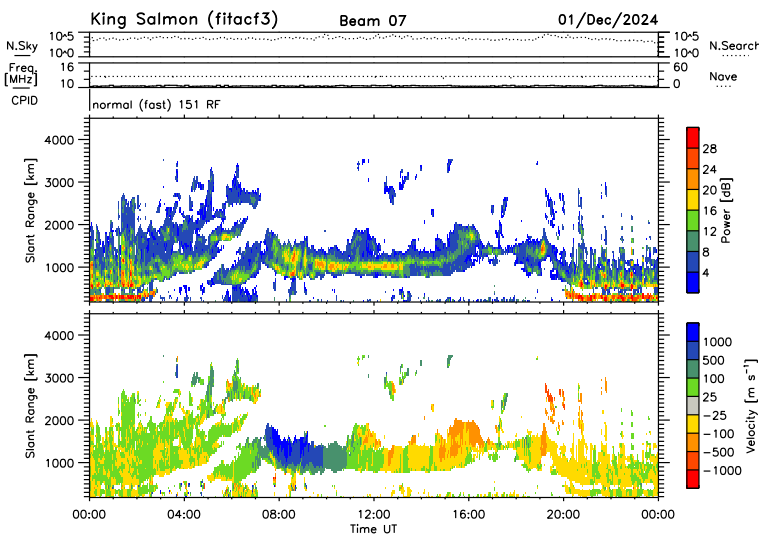 King Salmon (fitacf3) Beam 07 01/Dec/2024
N.Sky 10^5 10^0 10^5 10^0 N.Search
Freq. [MHz] 16 10 60 0 Nave
CPID normal (fast) 151 RF
Slant Range [km] 4000 3000 2000 1000
28 24 20 16 12 8 4 Power [dB]
Slant Range [km] 4000 3000 2000 1000
1000 500 100 25 −25 −100 −500 −1000 Velocity [m s⁻¹]
00:00 04:00 08:00 12:00 16:00 20:00 00:00
Time UT